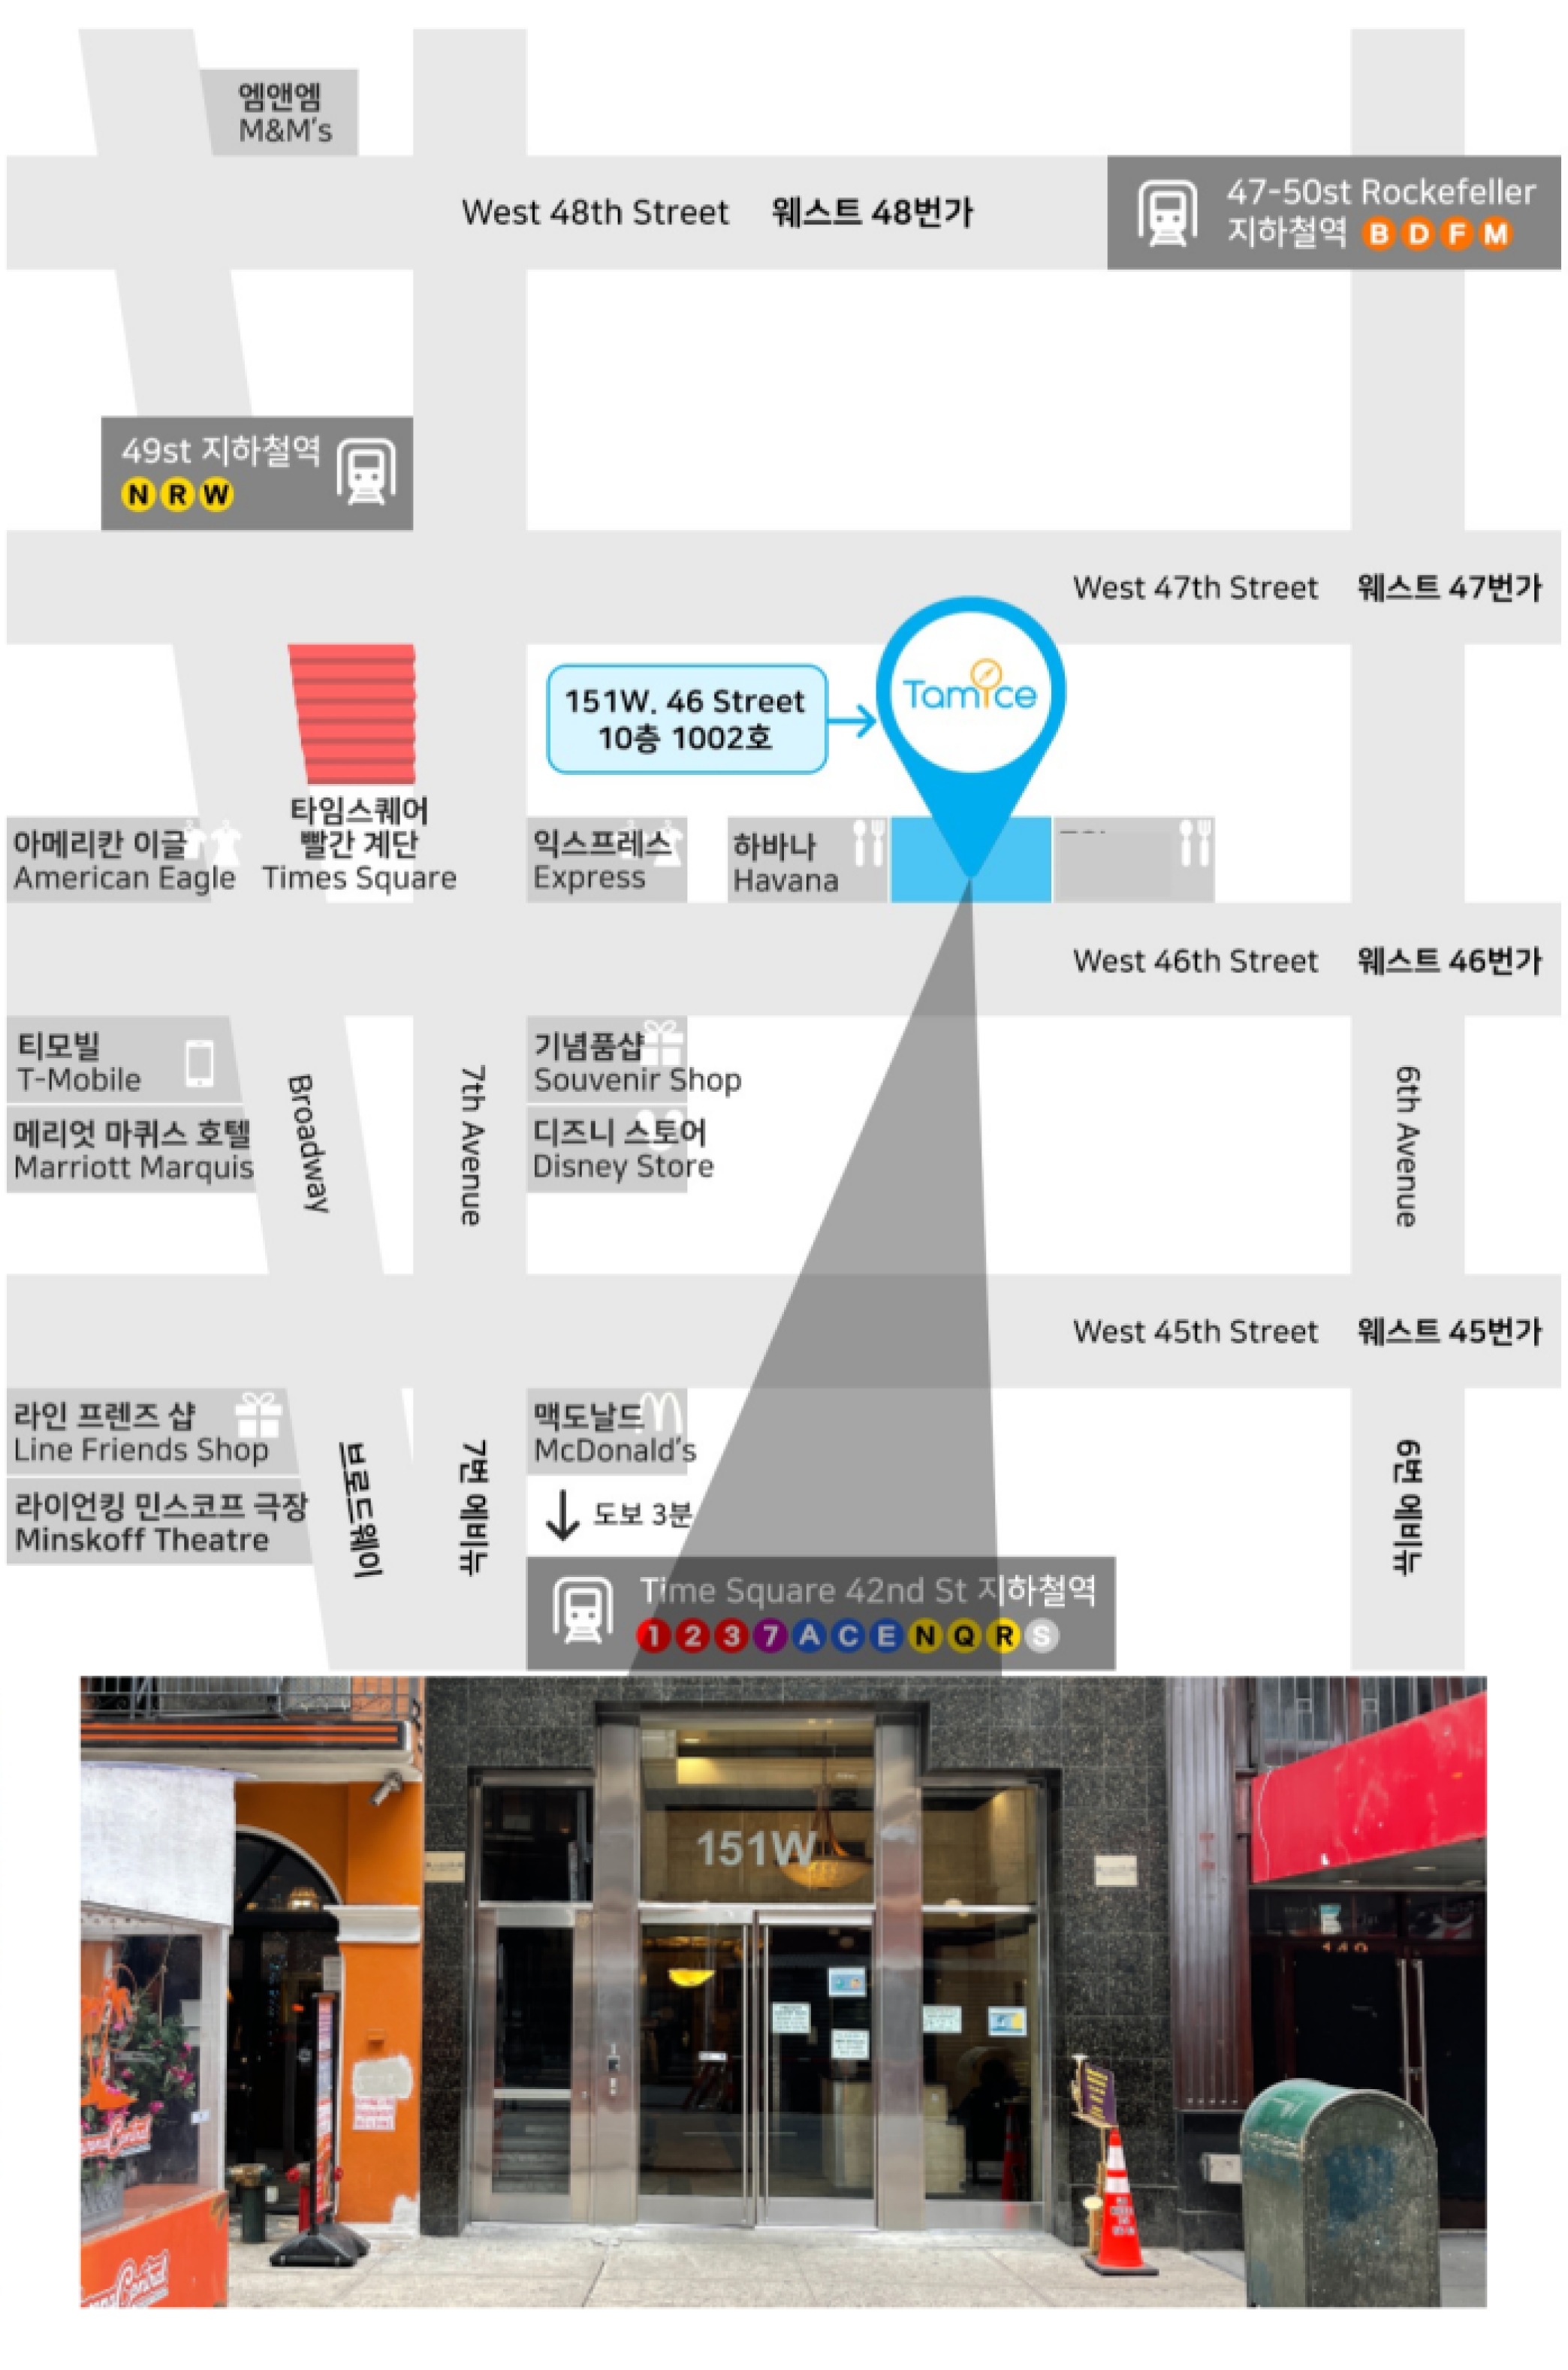 엠앤엠
M&M's
West 48th Street 웨스트 48번가
47-50st Rockefeller
지하철역 B D F M
49st 지하철역
N R W
West 47th Street 웨스트 47번가
Tamice
151W. 46 Street
10층 1002호
타임스퀘어
빨간 계단
Times Square
아메리칸 이글
American Eagle
익스프레스
Express
하바나
Havana
West 46th Street 웨스트 46번가
티모빌
T-Mobile
메리엇 마퀴스 호텔
Marriott Marquis
Broadway
7th Avenue
기념품샵
Souvenir Shop
디즈니 스토어
Disney Store
6th Avenue
West 45th Street 웨스트 45번가
라인 프렌즈 샵
Line Friends Shop
라이언킹 민스코프 극장
Minskoff Theatre
브로드웨이
7번 에비뉴
맥도날드
McDonald's
도보 3분
6번 에비뉴
Time Square 42nd St 지하철역
1 2 3 7 A C E N Q R S
151W
149
Central